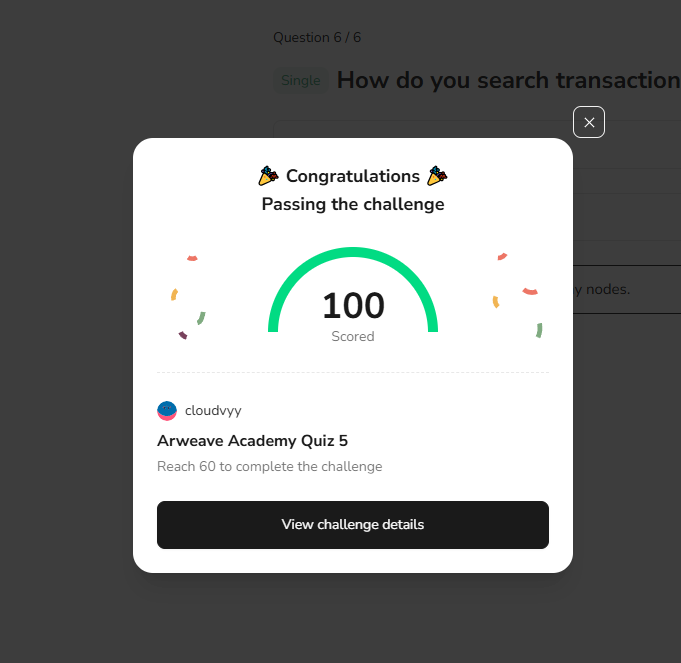 Question 6 / 6
Single How do you search transaction
Congratulations
Passing the challenge
100
Scored
y nodes.
cloudvyy
Arweave Academy Quiz 5
Reach 60 to complete the challenge
View challenge details